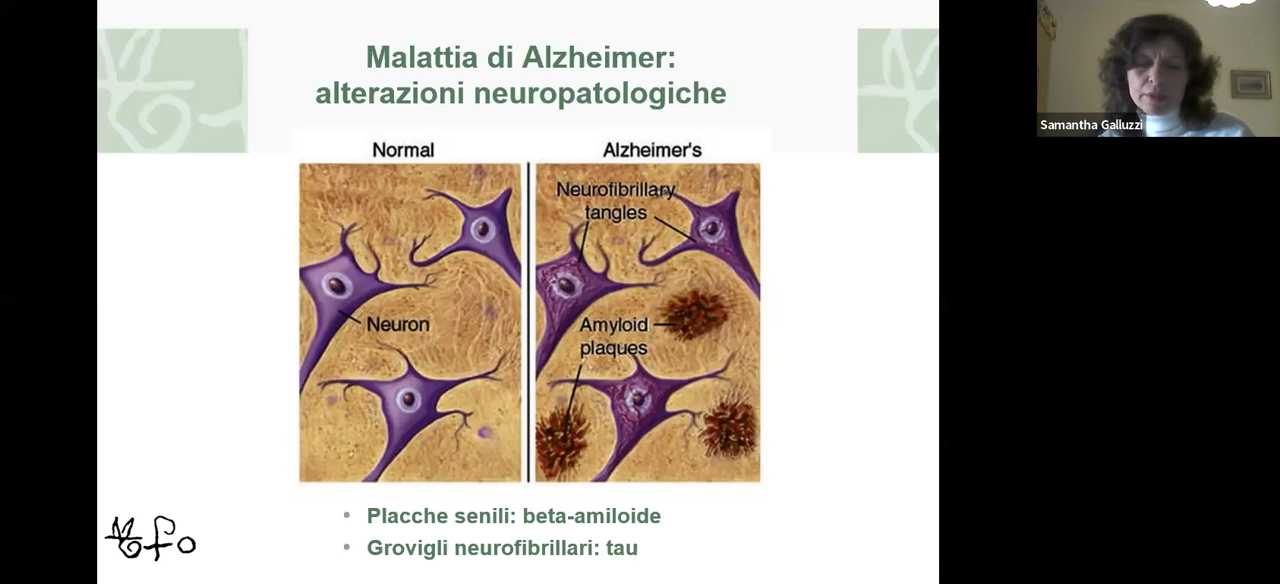 Malattia di Alzheimer:
alterazioni neuropatologiche
Normal
Alzheimer's
Neuron
Neurofibrillary
tangles
Amyloid
plaques
• Placche senili: beta-amiloide
• Grovigli neurofibrillari: tau
Samantha Galluzzi